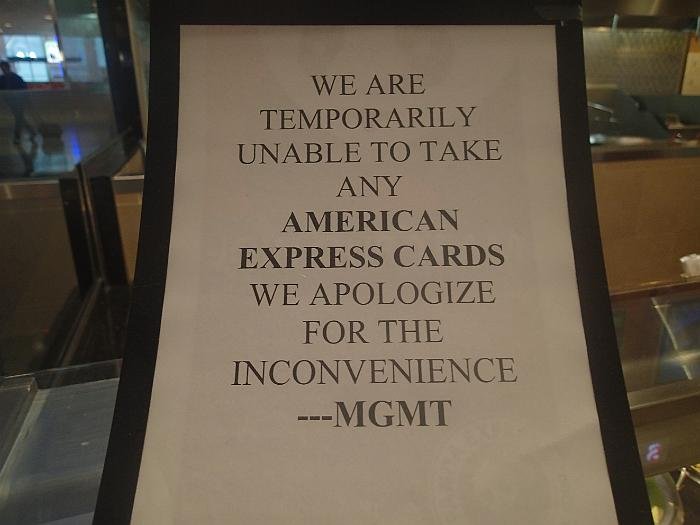 WE ARE
TEMPORARILY
UNABLE TO TAKE
ANY
AMERICAN
EXPRESS CARDS
WE APOLOGIZE
FOR THE
INCONVENIENCE
---MGMT